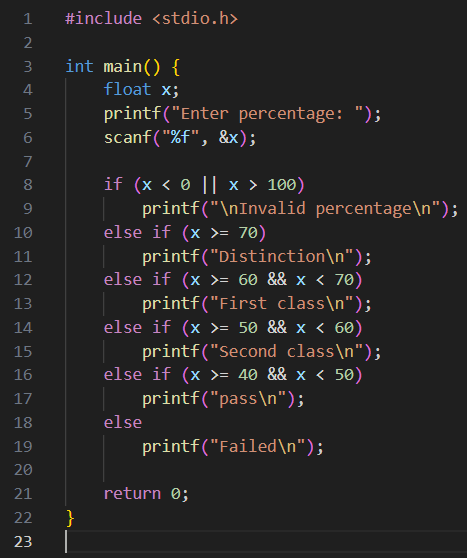 1 #include <stdio.h>
2
3 int main() {
4     float x;
5     printf("Enter percentage: ");
6     scanf("%f", &x);
7
8     if (x < 0 || x > 100)
9         printf("\nInvalid percentage\n");
10     else if (x >= 70)
11         printf("Distinction\n");
12     else if (x >= 60 && x < 70)
13         printf("First class\n");
14     else if (x >= 50 && x < 60)
15         printf("Second class\n");
16     else if (x >= 40 && x < 50)
17         printf("pass\n");
18     else
19         printf("Failed\n");
20
21     return 0;
22 }
23